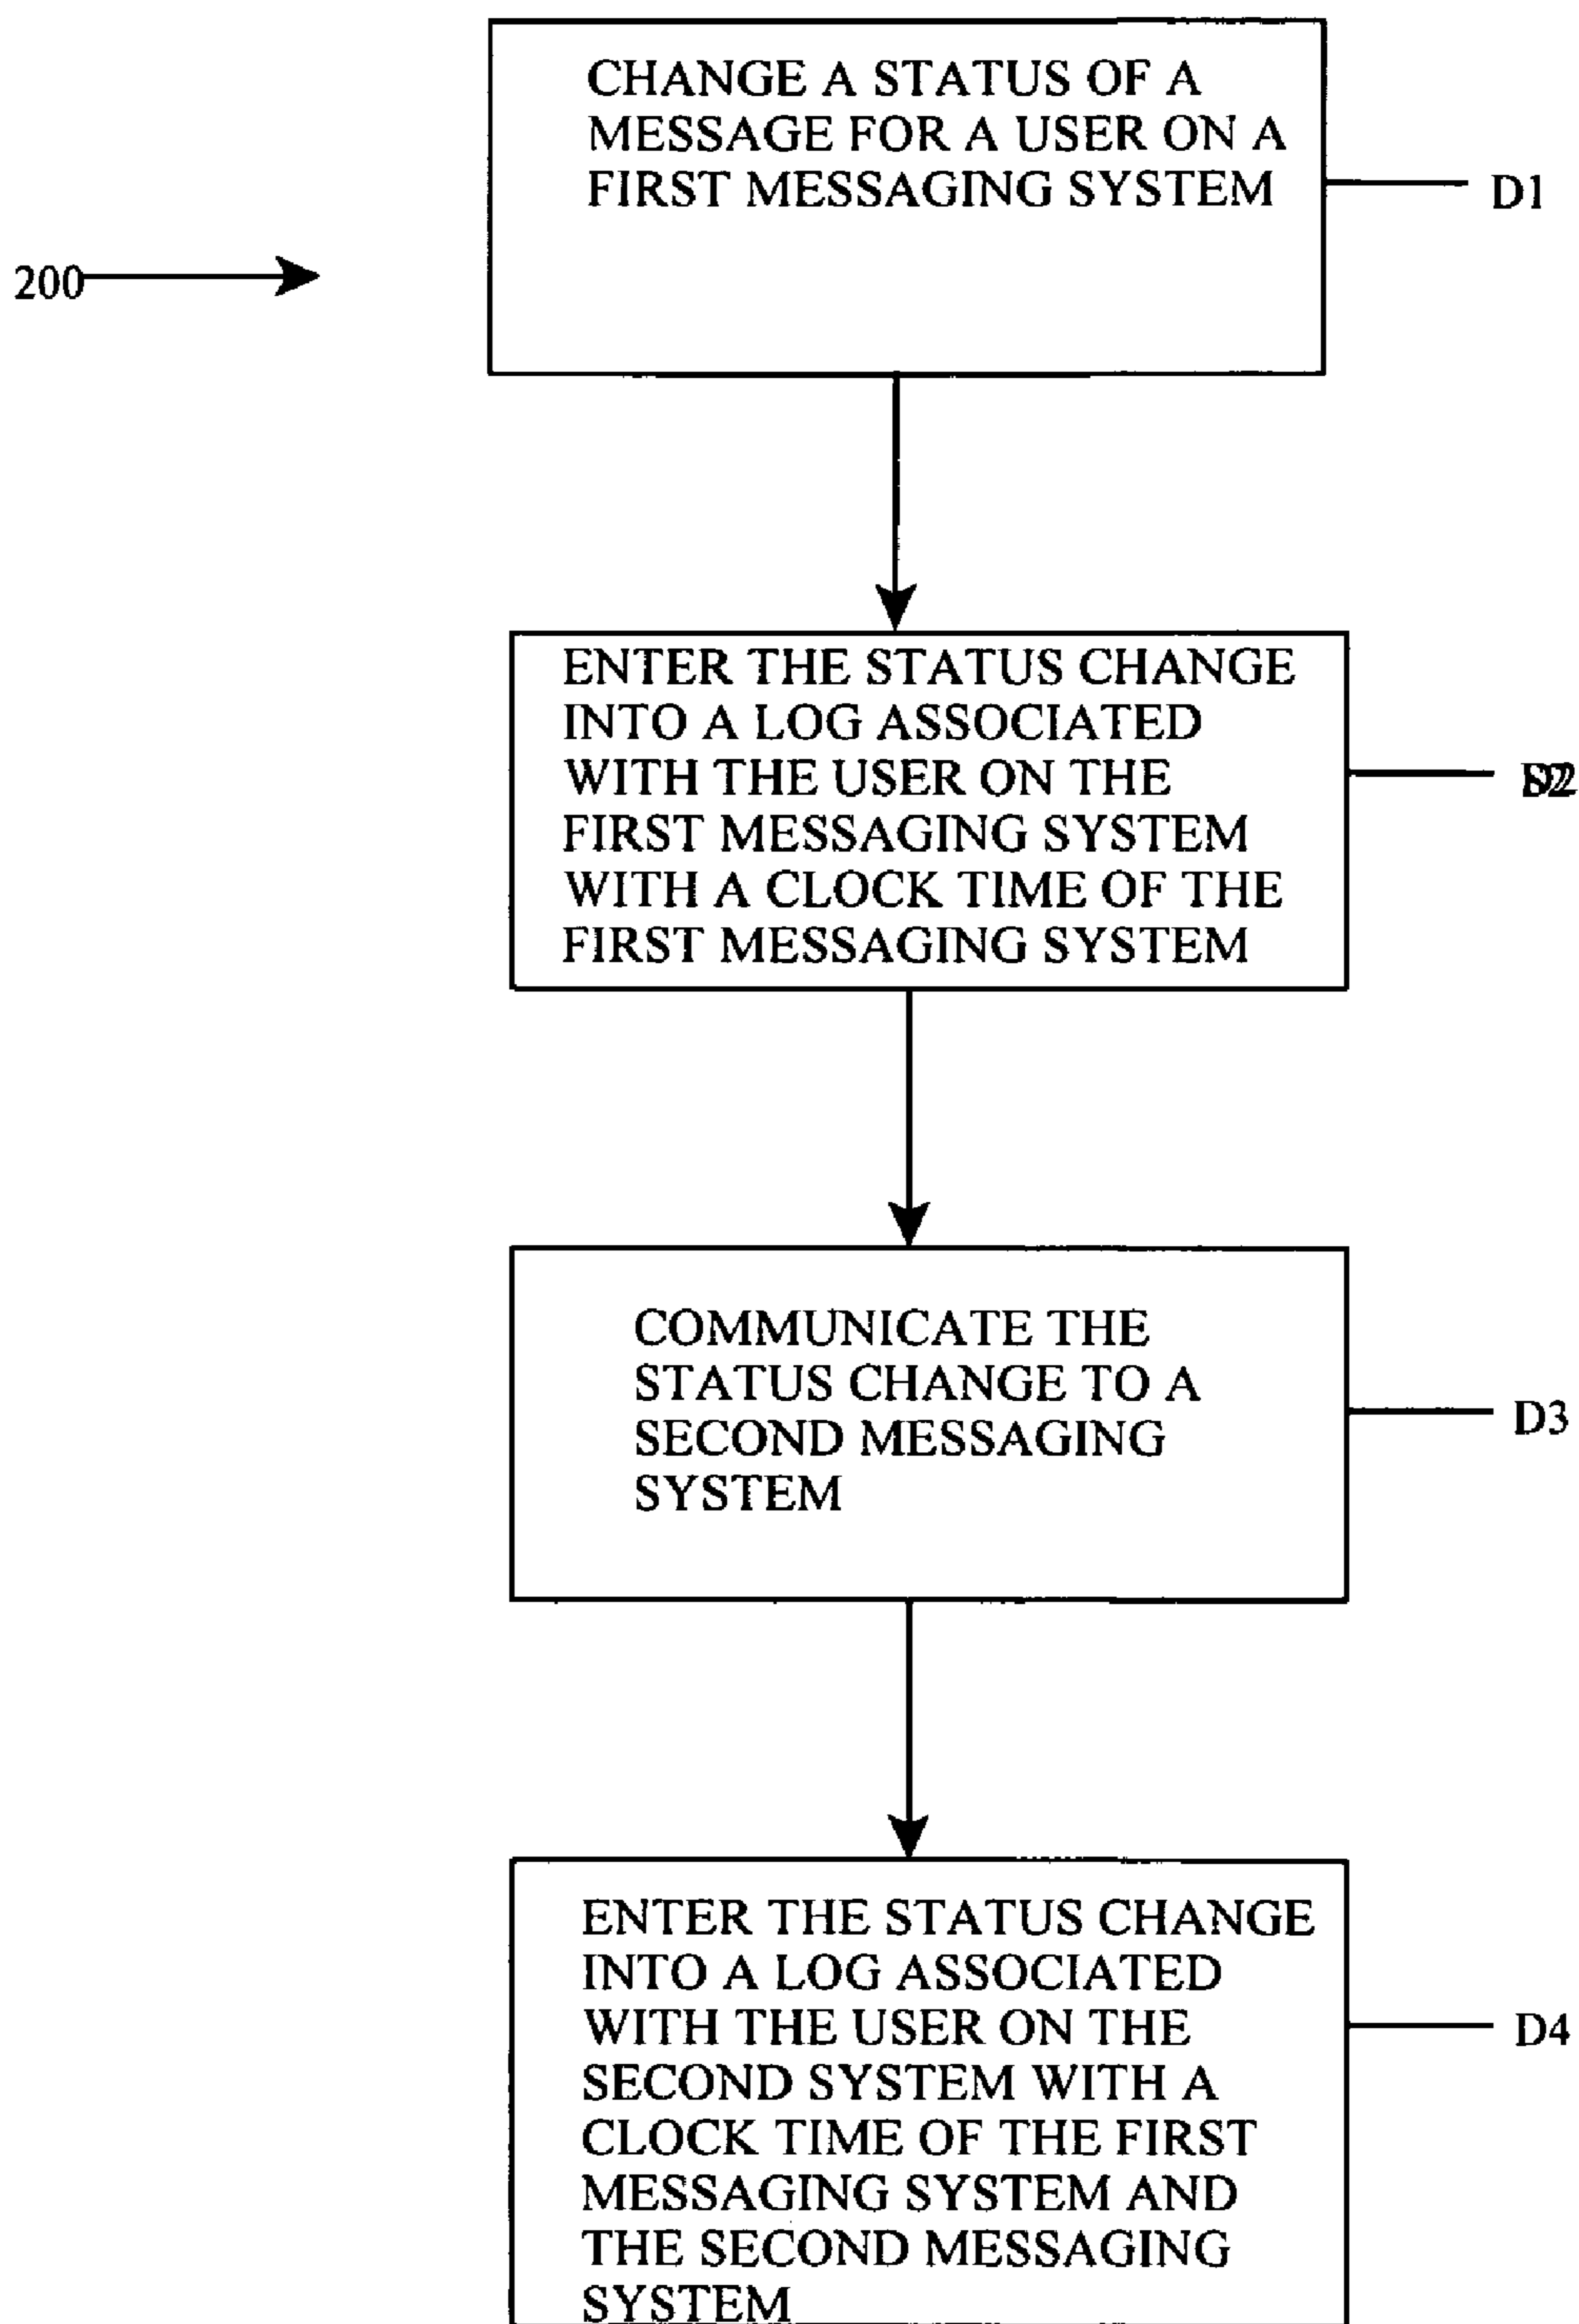 CHANGE A STATUS OF A
MESSAGE FOR A USER ON A
FIRST MESSAGING SYSTEM
D1
200
ENTER THE STATUS CHANGE
INTO A LOG ASSOCIATED
WITH THE USER ON THE
FIRST MESSAGING SYSTEM
WITH A CLOCK TIME OF THE
FIRST MESSAGING SYSTEM
COMMUNICATE THE
STATUS CHANGE TO A
SECOND MESSAGING
SYSTEM
D3
ENTER THE STATUS CHANGE
INTO A LOG ASSOCIATED
WITH THE USER ON THE
SECOND SYSTEM WITH A
CLOCK TIME OF THE FIRST
MESSAGING SYSTEM AND
THE SECOND MESSAGING
SYSTEM
D4